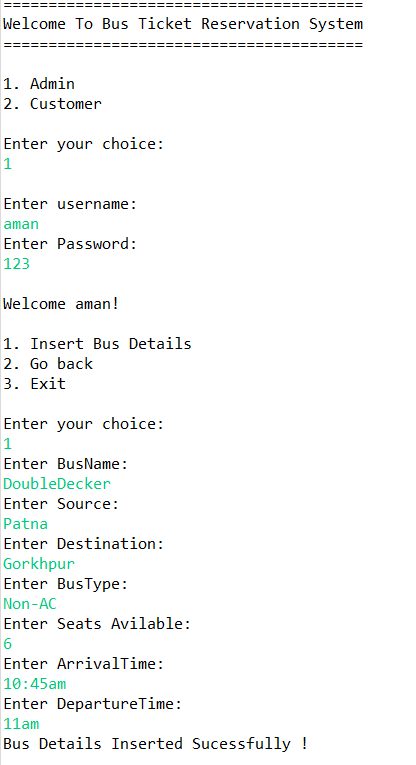 ========================================
Welcome To Bus Ticket Reservation System
========================================
1. Admin
2. Customer
Enter your choice:
1
Enter username:
aman
Enter Password:
123
Welcome aman!
1. Insert Bus Details
2. Go back
3. Exit
Enter your choice:
1
Enter BusName:
DoubleDecker
Enter Source:
Patna
Enter Destination:
Gorkhpur
Enter BusType:
Non-AC
Enter Seats Avilable:
6
Enter ArrivalTime:
10:45am
Enter DepartureTime:
11am
Bus Details Inserted Sucessfully !